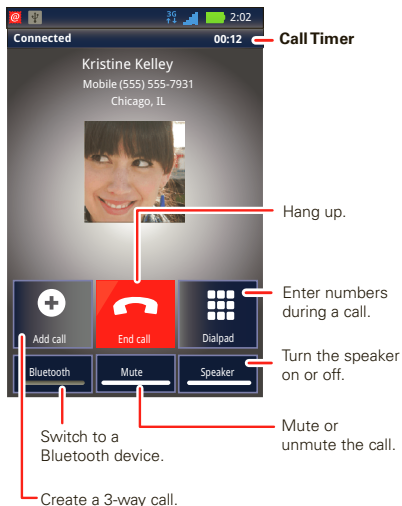 @ 3G 2:02
Connected 00:12
Call Timer
Kristine Kelley
Mobile (555) 555-7931
Chicago, IL
Hang up.
Add call End call Dialpad
Enter numbers
during a call.
Bluetooth Mute Speaker
Turn the speaker
on or off.
Mute or
unmute the call.
Switch to a
Bluetooth device.
Create a 3-way call.